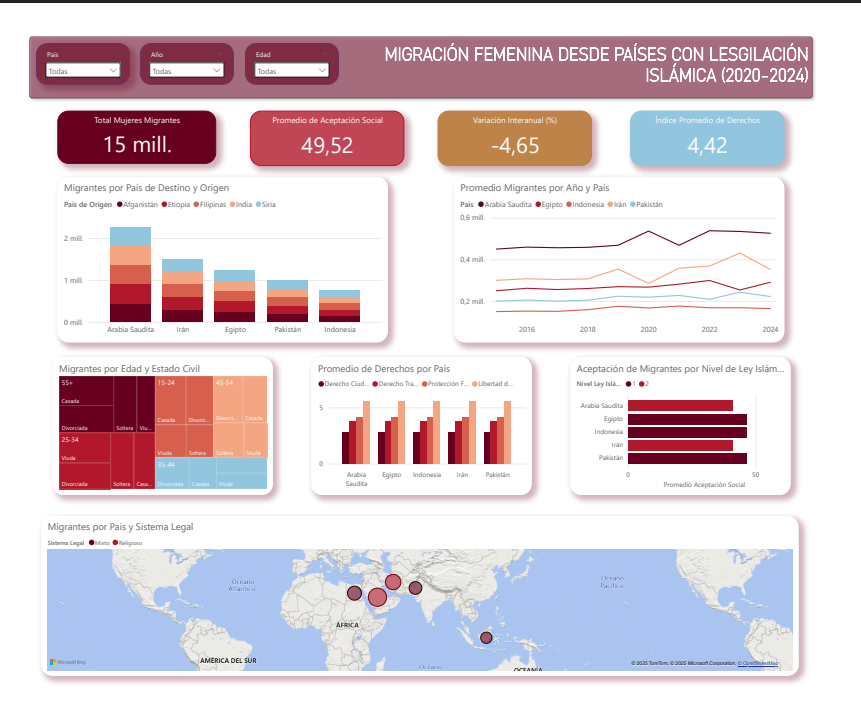 País
Año
Edad
Todas
Todas
Todas
MIGRACIÓN FEMENINA DESDE PAÍSES CON LESGILACIÓN
ISLÁMICA (2020-2024)
Total Mujeres Migrantes
15 mill.
Promedio de Aceptación Social
49,52
Variación Interanual (%)
-4,65
Índice Promedio de Derechos
4,42
Migrantes por País de Destino y Origen
País de Origen Afganistán Etiopía Filipinas India Siria
2 mill.
1 mill.
0 mill.
Arabia Saudita Irán Egipto Pakistán Indonesia
Promedio Migrantes por Año y País
País Arabia Saudita Egipto Indonesia Irán Pakistán
0,6 mill.
0,4 mill.
0,2 mill.
2016 2018 2020 2022 2024
Migrantes por Edad y Estado Civil
55+
Casada
Divorciada
Soltera
Viu...
25-34
Viuda
Divorciada
Soltera
Casa...
15-24
Casada
Divorci...
Viuda
Soltera
45-54
Divorci...
Casada
Soltera
Viuda
35-44
Divorciada
Casada
Viuda
Promedio de Derechos por País
Derecho Ciud... Derecho Tra... Protección F... Libertad d...
5
0
Arabia
Saudita
Egipto Indonesia Irán Pakistán
Aceptación de Migrantes por Nivel de Ley Islám...
Nivel Ley Islá... 1 2
Arabia Saudita
Egipto
Indonesia
Irán
Pakistán
0 50
Promedio Aceptación Social
Migrantes por País y Sistema Legal
Sistema Legal Mixto Religioso
Océano
Atlántico
Océano
Pacífico
ÁFRICA
AMÉRICA DEL SUR
Océano
OCEANÍA
Microsoft Bing
© 2025 TomTom, © 2025 Microsoft Corporation, © OpenStreetMap